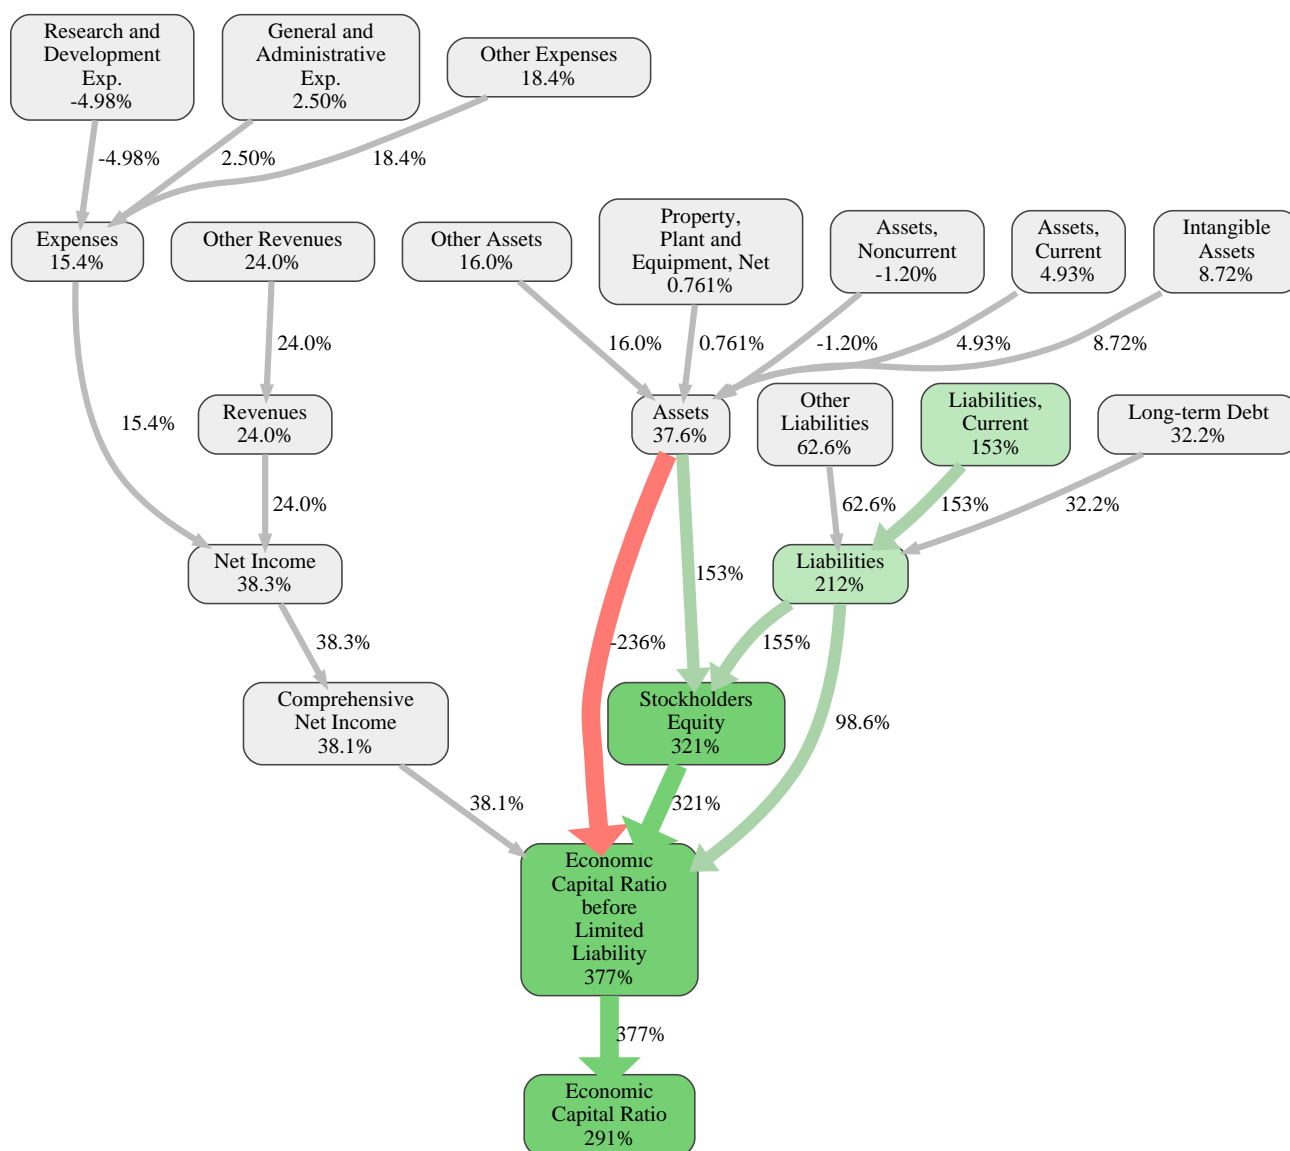 Research and
Development
Exp.
-4.98%
General and
Administrative
Exp.
2.50%
Other Expenses
18.4%
-4.98%
2.50%
18.4%
Expenses
15.4%
Other Revenues
24.0%
Other Assets
16.0%
Property,
Plant and
Equipment, Net
0.761%
Assets,
Noncurrent
-1.20%
Assets,
Current
4.93%
Intangible
Assets
8.72%
24.0%
16.0%
0.761%
-1.20%
4.93%
8.72%
15.4%
Revenues
24.0%
Assets
37.6%
Other
Liabilities
62.6%
Liabilities,
Current
153%
Long-term Debt
32.2%
24.0%
62.6%
153%
32.2%
Net Income
38.3%
153%
Liabilities
212%
38.3%
-236%
155%
Comprehensive
Net Income
38.1%
Stockholders
Equity
321%
98.6%
38.1%
321%
Economic
Capital Ratio
before
Limited
Liability
377%
377%
Economic
Capital Ratio
291%